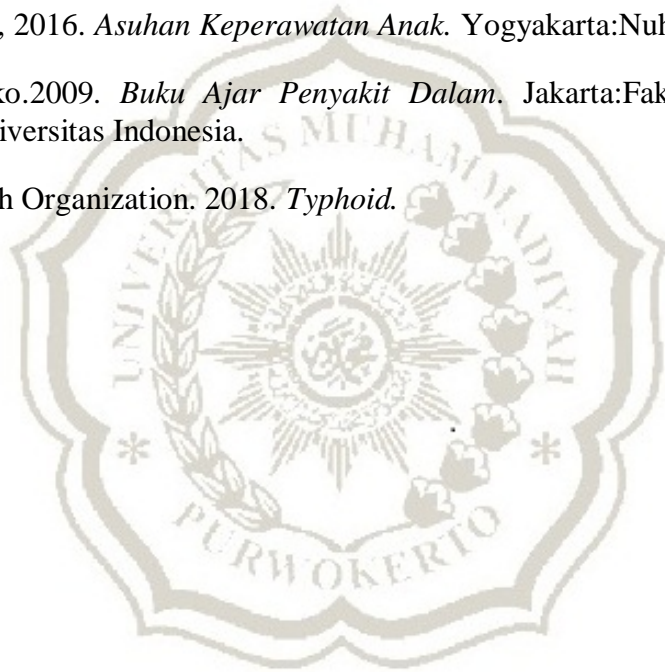 , 2016. Asuhan Keperawatan Anak. Yogyakarta:Nuh
ko.2009. Buku Ajar Penyakit Dalam. Jakarta:Fak
iversitas Indonesia.
h Organization. 2018. Typhoid.
UNIVERSITAS MUHAMMADIYAH
PURWOKERTO